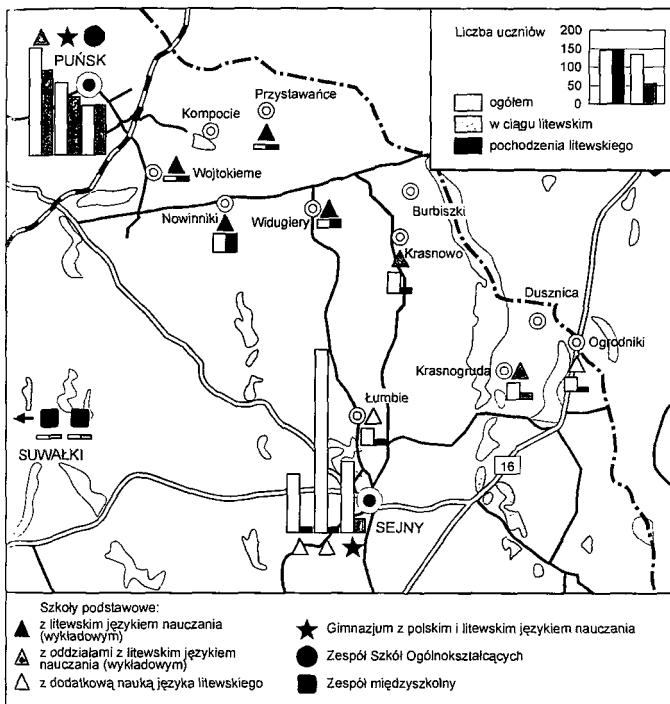 PUŃSK
Przystawańce
Kompocie
Wojtokieme
Nowinniki
Widugiery
Burbiszki
Krasnowo
Dusznica
Ogrodniki
Krasnogruda
Łumbie
SUWAŁKI
16
SEJNY
Liczba uczniów
200
150
100
50
0
ogółem
w ciągu litewskim
pochodzenia litewskiego
Szkoły podstawowe:
z litewskim językiem nauczania
(wykładowym)
z oddziałami z litewskim językiem
nauczania (wykładowym)
z dodatkową nauką języka litewskiego
Gimnazjum z polskim i litewskim językiem nauczania
Zespół Szkół Ogólnokształcących
Zespół międzyszkolny